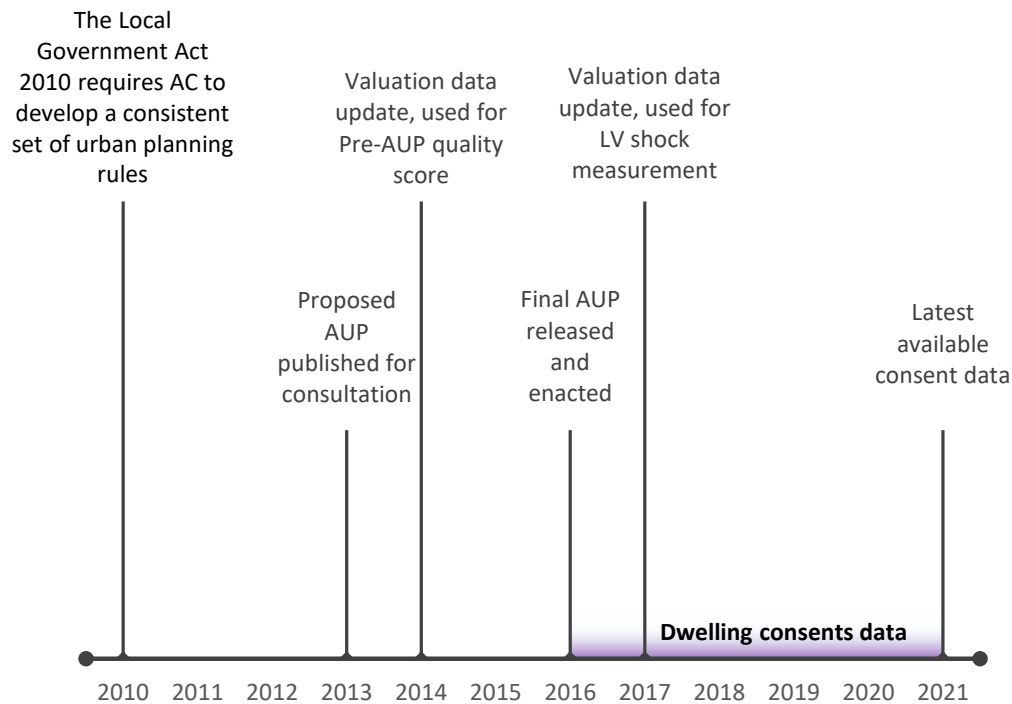 The Local
Government Act
2010 requires AC to
develop a consistent
set of urban planning
rules
Valuation data
update, used for
Pre-AUP quality
score
Valuation data
update, used for
LV shock
measurement
Proposed
AUP
published for
consultation
Final AUP
released
and
enacted
Latest
available
consent data
Dwelling consents data
2010 2011 2012 2013 2014 2015 2016 2017 2018 2019 2020 2021